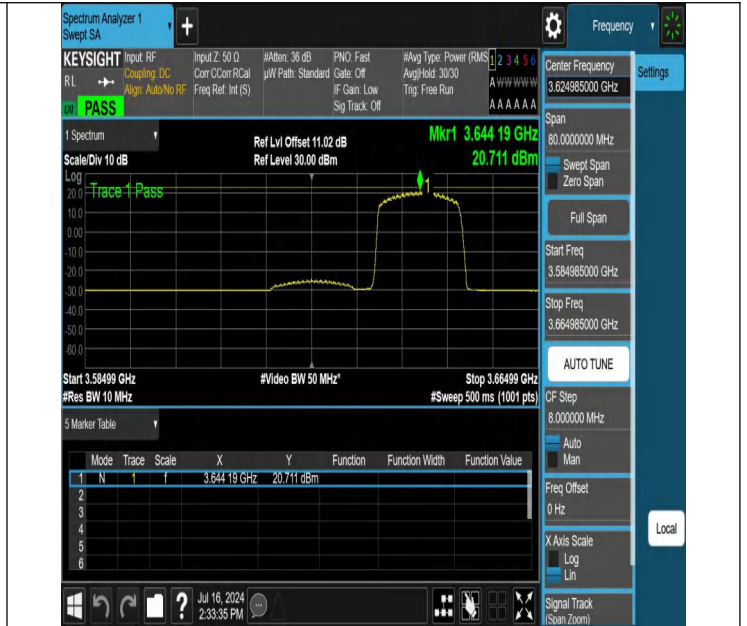 Spectrum Analyzer 1
Swept SA
+
Frequency
KEYSIGHT
RL
PASS
Input: RF
Coupling: DC
Align: Auto/No RF
Input Z: 50 Ω
Corr CCorr RCal
Freq Ref: Int (S)
#Atten: 36 dB
µW Path: Standard
PNO: Fast
Gate: Off
IF Gain: Low
Sig Track: Off
#Avg Type: Power (RMS
Avg|Hold: 30/30
Trig: Free Run
1 2 3 4 5 6
A W W W W W
A A A A A A
1 Spectrum
Scale/Div 10 dB
Ref Lvl Offset 11.02 dB
Ref Level 30.00 dBm
Mkr1 3.644 19 GHz
20.711 dBm
Log
Trace 1 Pass
1
20.0
10.0
0.00
-10.0
-20.0
-30.0
-40.0
-50.0
-60.0
Start 3.58499 GHz
#Res BW 10 MHz
#Video BW 50 MHz*
Stop 3.66499 GHz
#Sweep 500 ms (1001 pts)
5 Marker Table
Mode Trace Scale X Y Function Function Width Function Value
1 N 1 f 3.644 19 GHz 20.711 dBm
2
3
4
5
6
?
Jul 16, 2024
2:33:35 PM
Center Frequency
3.624985000 GHz
Settings
Span
80.0000000 MHz
Swept Span
Zero Span
Full Span
Start Freq
3.584985000 GHz
Stop Freq
3.664985000 GHz
AUTO TUNE
CF Step
8.000000 MHz
Auto
Man
Freq Offset
0 Hz
Local
X Axis Scale
Log
Lin
Signal Track
(Span Zoom)